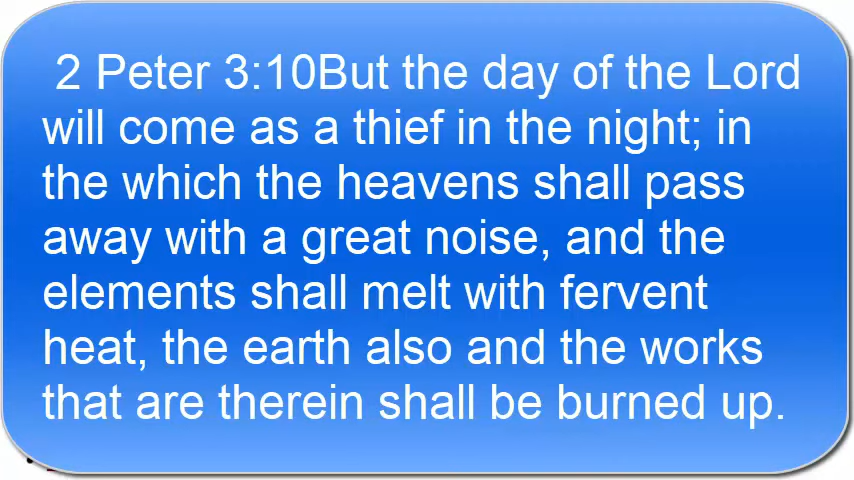 2 Peter 3:10But the day of the Lord
will come as a thief in the night; in
the which the heavens shall pass
away with a great noise, and the
elements shall melt with fervent
heat, the earth also and the works
that are therein shall be burned up.